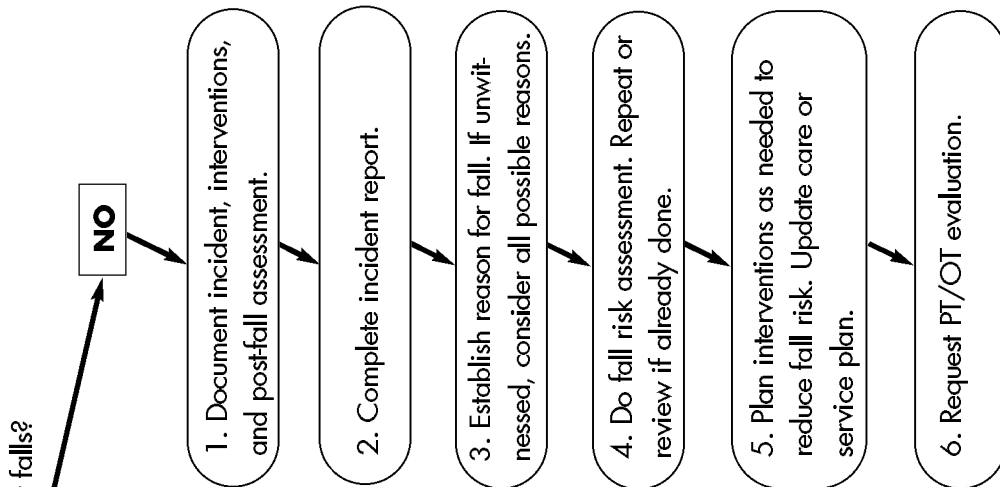 falls?
NO
1. Document incident, interventions,
and post-fall assessment.
2. Complete incident report.
3. Establish reason for fall. If unwit-
nessed, consider all possible reasons.
4. Do fall risk assessment. Repeat or
review if already done.
5. Plan interventions as needed to
reduce fall risk. Update care or
service plan.
6. Request PT/OT evaluation.